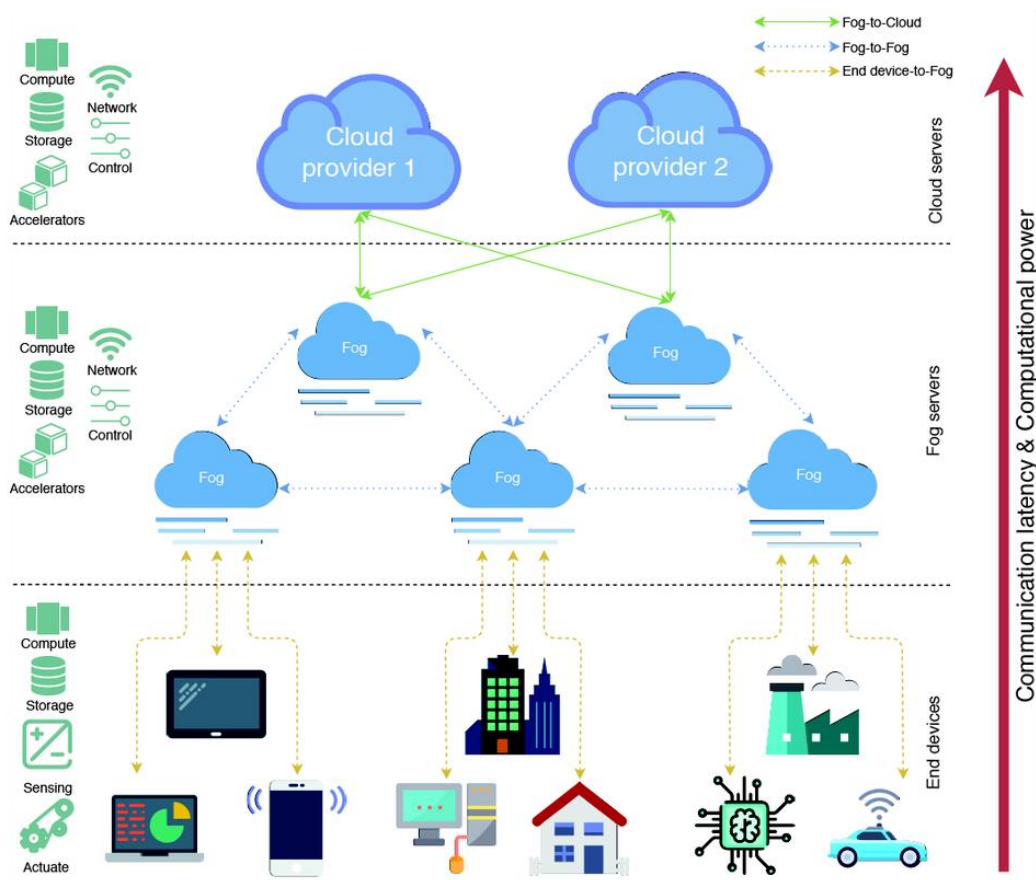 Fog-to-Cloud
Fog-to-Fog
End device-to-Fog
Compute
Network
Storage
Control
Accelerators
Cloud
provider 1
Cloud
provider 2
Cloud servers
Compute
Network
Storage
Control
Accelerators
Fog
Fog
Fog
Fog
Fog
Fog servers
Communication latency & Computational power
Compute
Storage
Sensing
Actuate
End devices